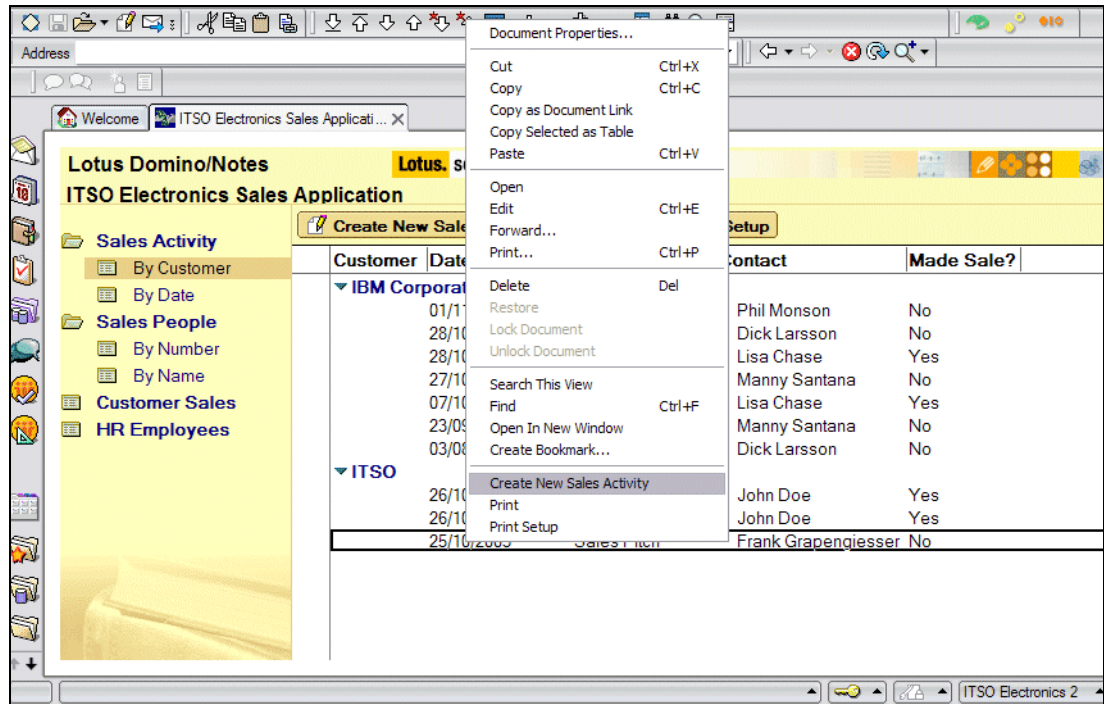 Address
Welcome
ITSO Electronics Sales Applicati...
Lotus Domino/Notes
Lotus.
ITSO Electronics Sales Application
Sales Activity
By Customer
By Date
Sales People
By Number
By Name
Customer Sales
HR Employees
Create New
Setup
Customer
Contact
Made Sale?
IBM
Phil Monson No
Dick Larsson No
Lisa Chase Yes
Manny Santana No
Lisa Chase Yes
Manny Santana No
Dick Larsson No
ITSO
John Doe Yes
John Doe Yes
25/10/2005 Sales Pitch Frank Grapengiesser No
Document Properties...
Cut Ctrl+X
Copy Ctrl+C
Copy as Document Link
Copy Selected as Table
Paste Ctrl+V
Open
Edit Ctrl+E
Forward...
Print... Ctrl+P
Delete Del
Restore
Lock Document
Unlock Document
Search This View
Find Ctrl+F
Open In New Window
Create Bookmark...
Create New Sales Activity
Print
Print Setup
ITSO Electronics 2